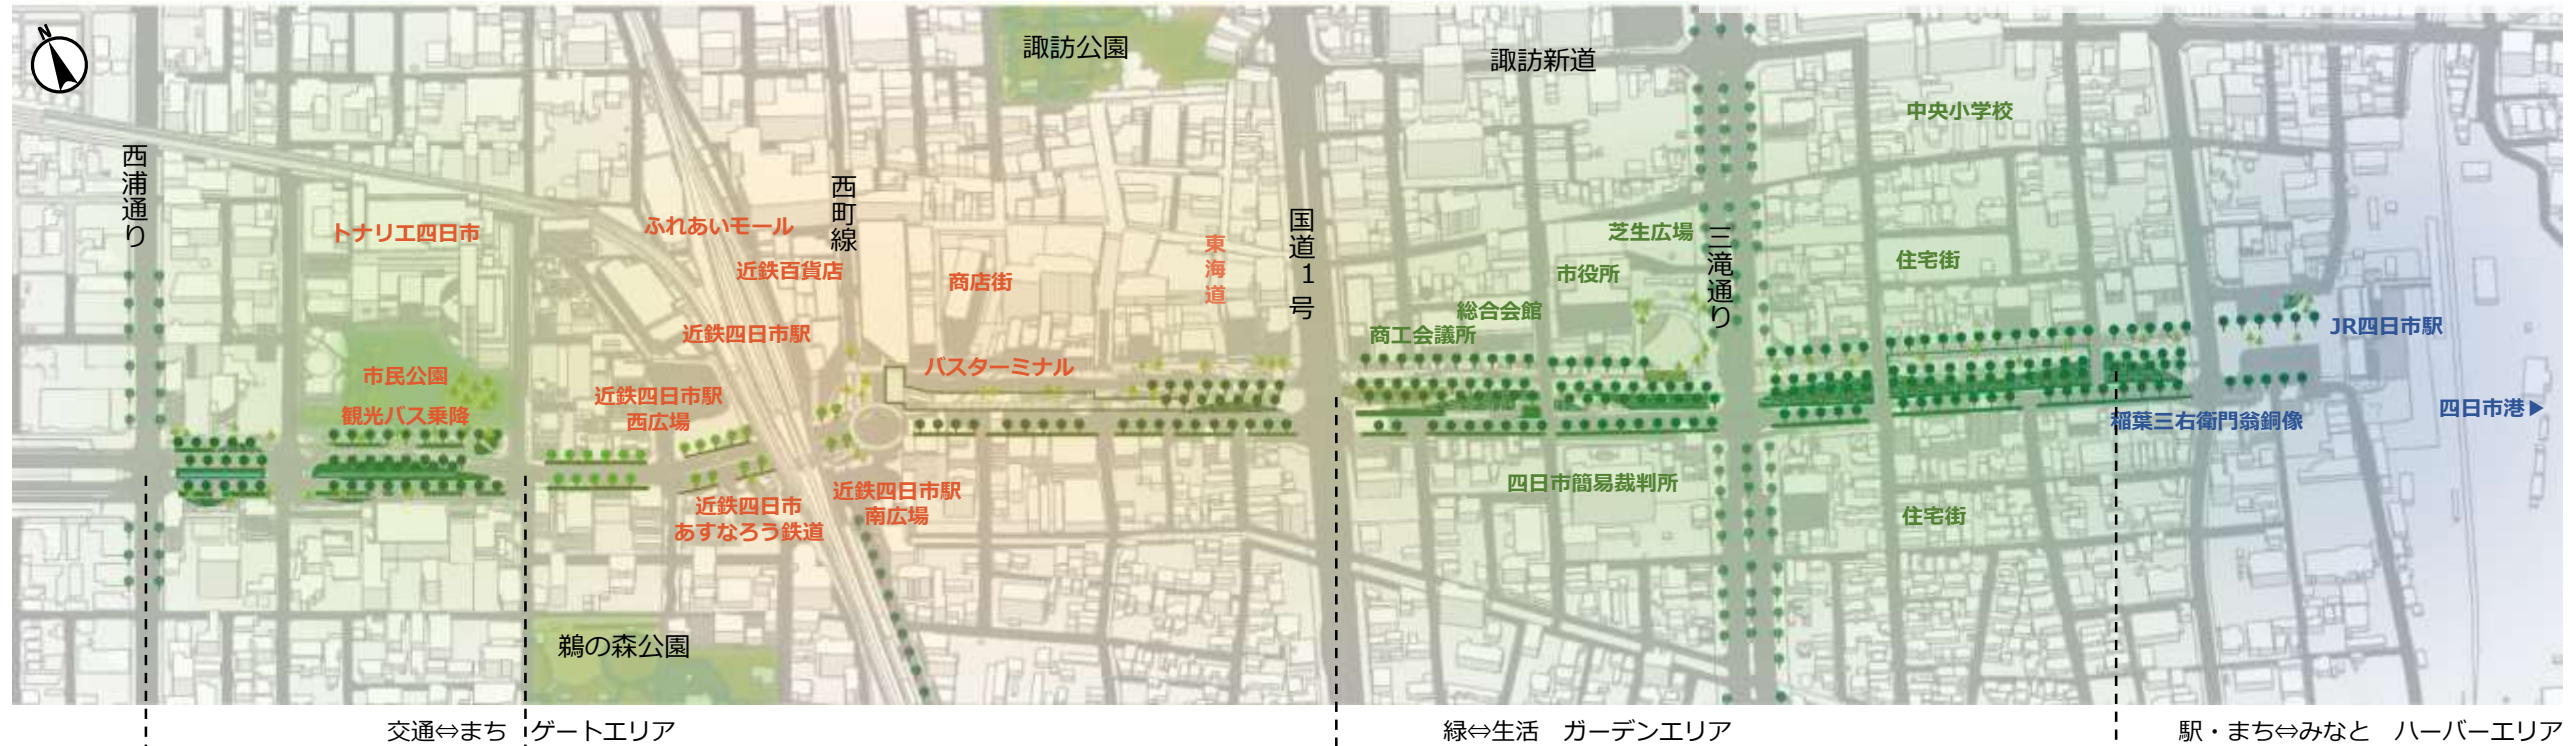 N
諏訪公園
諏訪新道
中央小学校
西浦通り
西町線
トナリエ四日市
ふれあいモール
近鉄百貨店
商店街
東海道
国道1号
芝生広場
三滝通り
市役所
住宅街
総合会館
商工会議所
近鉄四日市駅
JR四日市駅
バスターミナル
市民公園
観光バス乗降
近鉄四日市駅
西広場
稲葉三右衛門翁銅像
四日市港▶
四日市簡易裁判所
近鉄四日市
あすなろう鉄道
近鉄四日市駅
南広場
住宅街
鵜の森公園
交通⇔まち　ゲートエリア
緑⇔生活　ガーデンエリア
駅・まち⇔みなと　ハーバーエリア